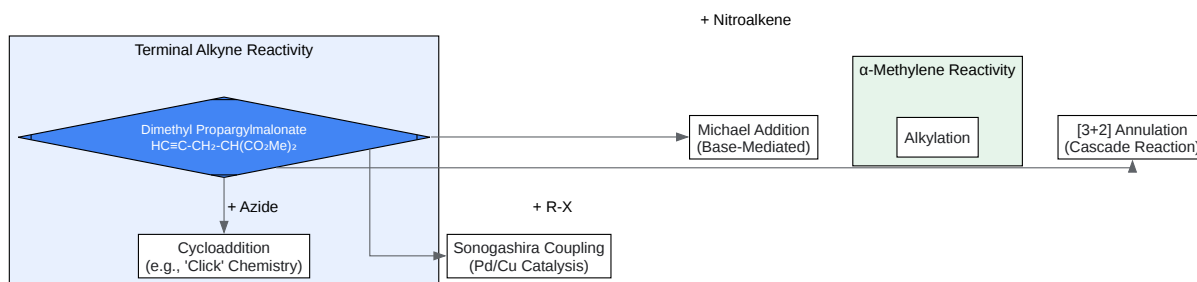 + Nitroalkene
Terminal Alkyne Reactivity
α-Methylene Reactivity
Dimethyl Propargylmalonate
HC≡C-CH₂-CH(CO₂Me)₂
Michael Addition
(Base-Mediated)
Alkylation
[3+2] Annulation
(Cascade Reaction)
+ Azide
+ R-X
Cycloaddition
(e.g., 'Click' Chemistry)
Sonogashira Coupling
(Pd/Cu Catalysis)